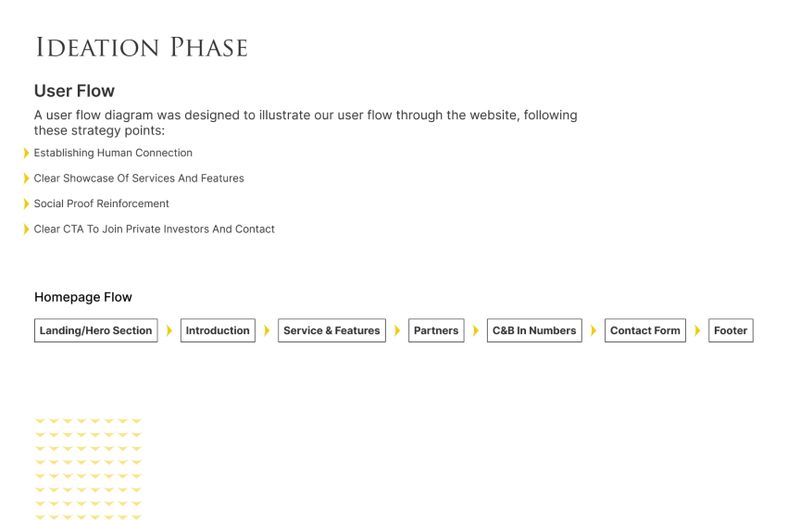 Ideation Phase
User Flow
A user flow diagram was designed to illustrate our user flow through the website, following
these strategy points:
Establishing Human Connection
Clear Showcase Of Services And Features
Social Proof Reinforcement
Clear CTA To Join Private Investors And Contact
Homepage Flow
Landing/Hero Section Introduction Service & Features Partners C&B In Numbers Contact Form Footer